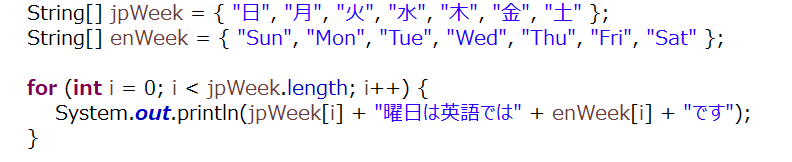 String[] jpWeek = { "日", "月", "火", "水", "木", "金", "土" };
String[] enWeek = { "Sun", "Mon", "Tue", "Wed", "Thu", "Fri", "Sat" };
for (int i = 0; i < jpWeek.length; i++) {
System.out.println(jpWeek[i] + "曜日は英語では" + enWeek[i] + "です");
}